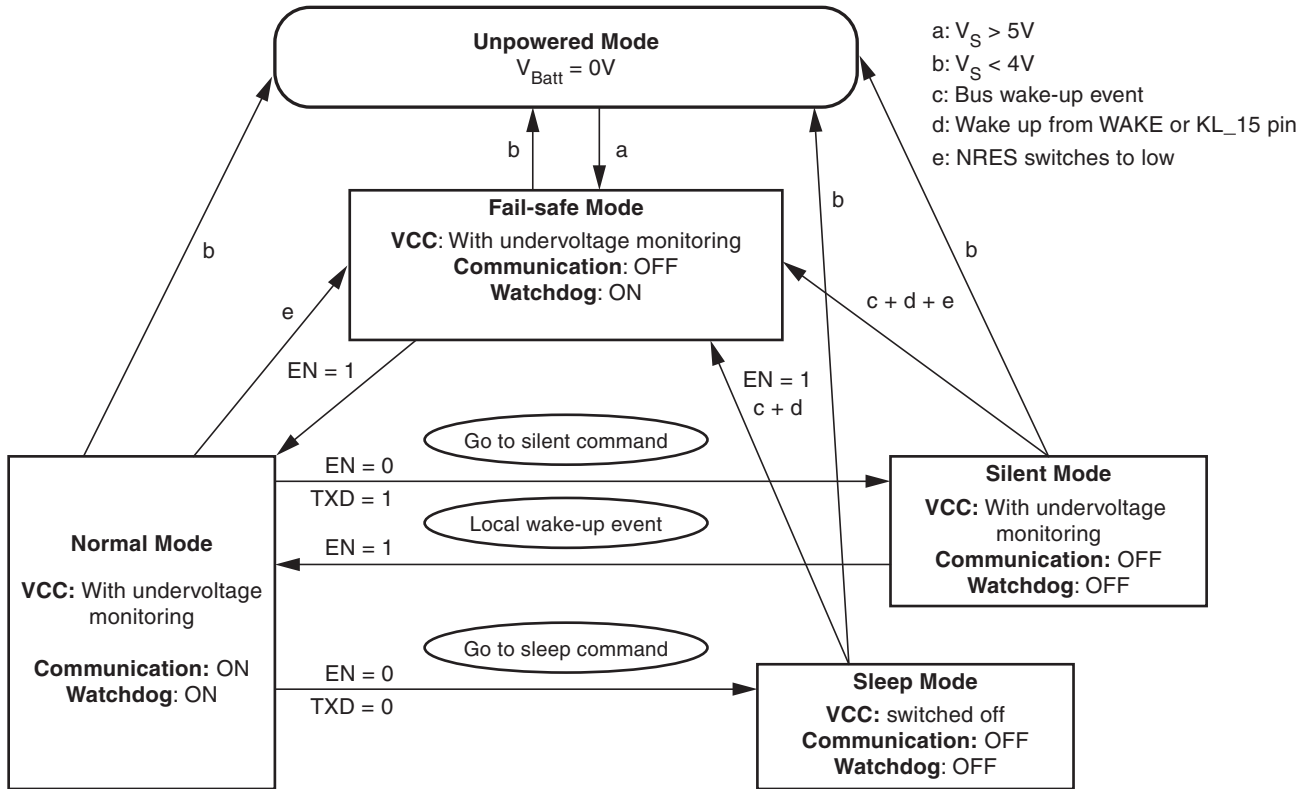 Unpowered Mode
V_Batt = 0V
a: V_S > 5V
b: V_S < 4V
c: Bus wake-up event
d: Wake up from WAKE or KL_15 pin
e: NRES switches to low
b
a
b
b
b
Fail-safe Mode
VCC: With undervoltage monitoring
Communication: OFF
Watchdog: ON
e
c + d + e
EN = 1
EN = 1
c + d
Go to silent command
EN = 0
TXD = 1
Local wake-up event
EN = 1
Silent Mode
VCC: With undervoltage
monitoring
Communication: OFF
Watchdog: OFF
Normal Mode
VCC: With undervoltage
monitoring
Communication: ON
Watchdog: ON
Go to sleep command
EN = 0
TXD = 0
Sleep Mode
VCC: switched off
Communication: OFF
Watchdog: OFF